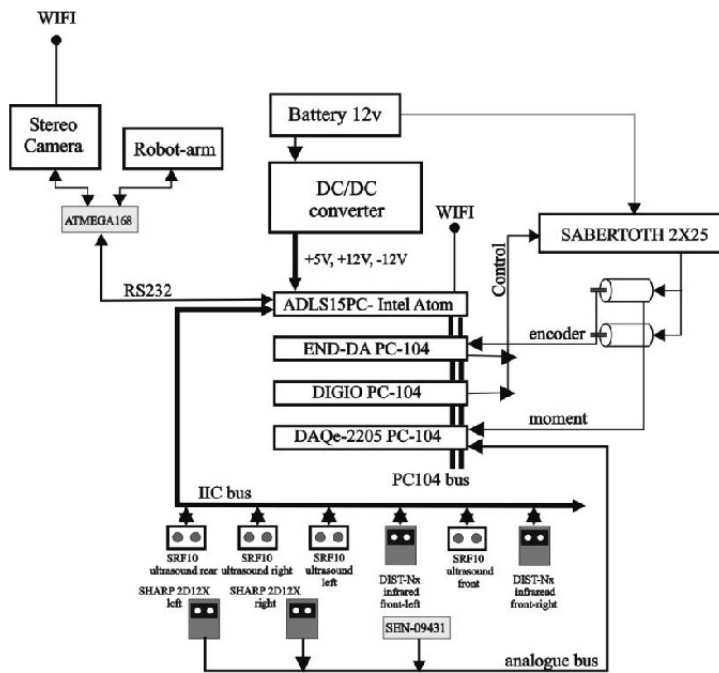 WIFI
Battery 12v
Stereo
Camera
Robot-arm
DC/DC
converter
ATMEGA168
WIFI
SABERTOTH 2X25
+5V, +12V, -12V
Control
RS232
ADLS15PC- Intel Atom
encoder
END-DA PC-104
DIGIO PC-104
moment
DAQe-2205 PC-104
PC104 bus
IIC bus
SRF10
ultrasound rear
SRF10
ultrasound right
SRF10
ultrasound
left
DIST-Nx
infrared
front-left
SRF10
ultrasound
front
DIST-Nx
infraread
front-right
SHARP 2D12X
left
SHARP 2D12X
right
SEN-09431
analogue bus